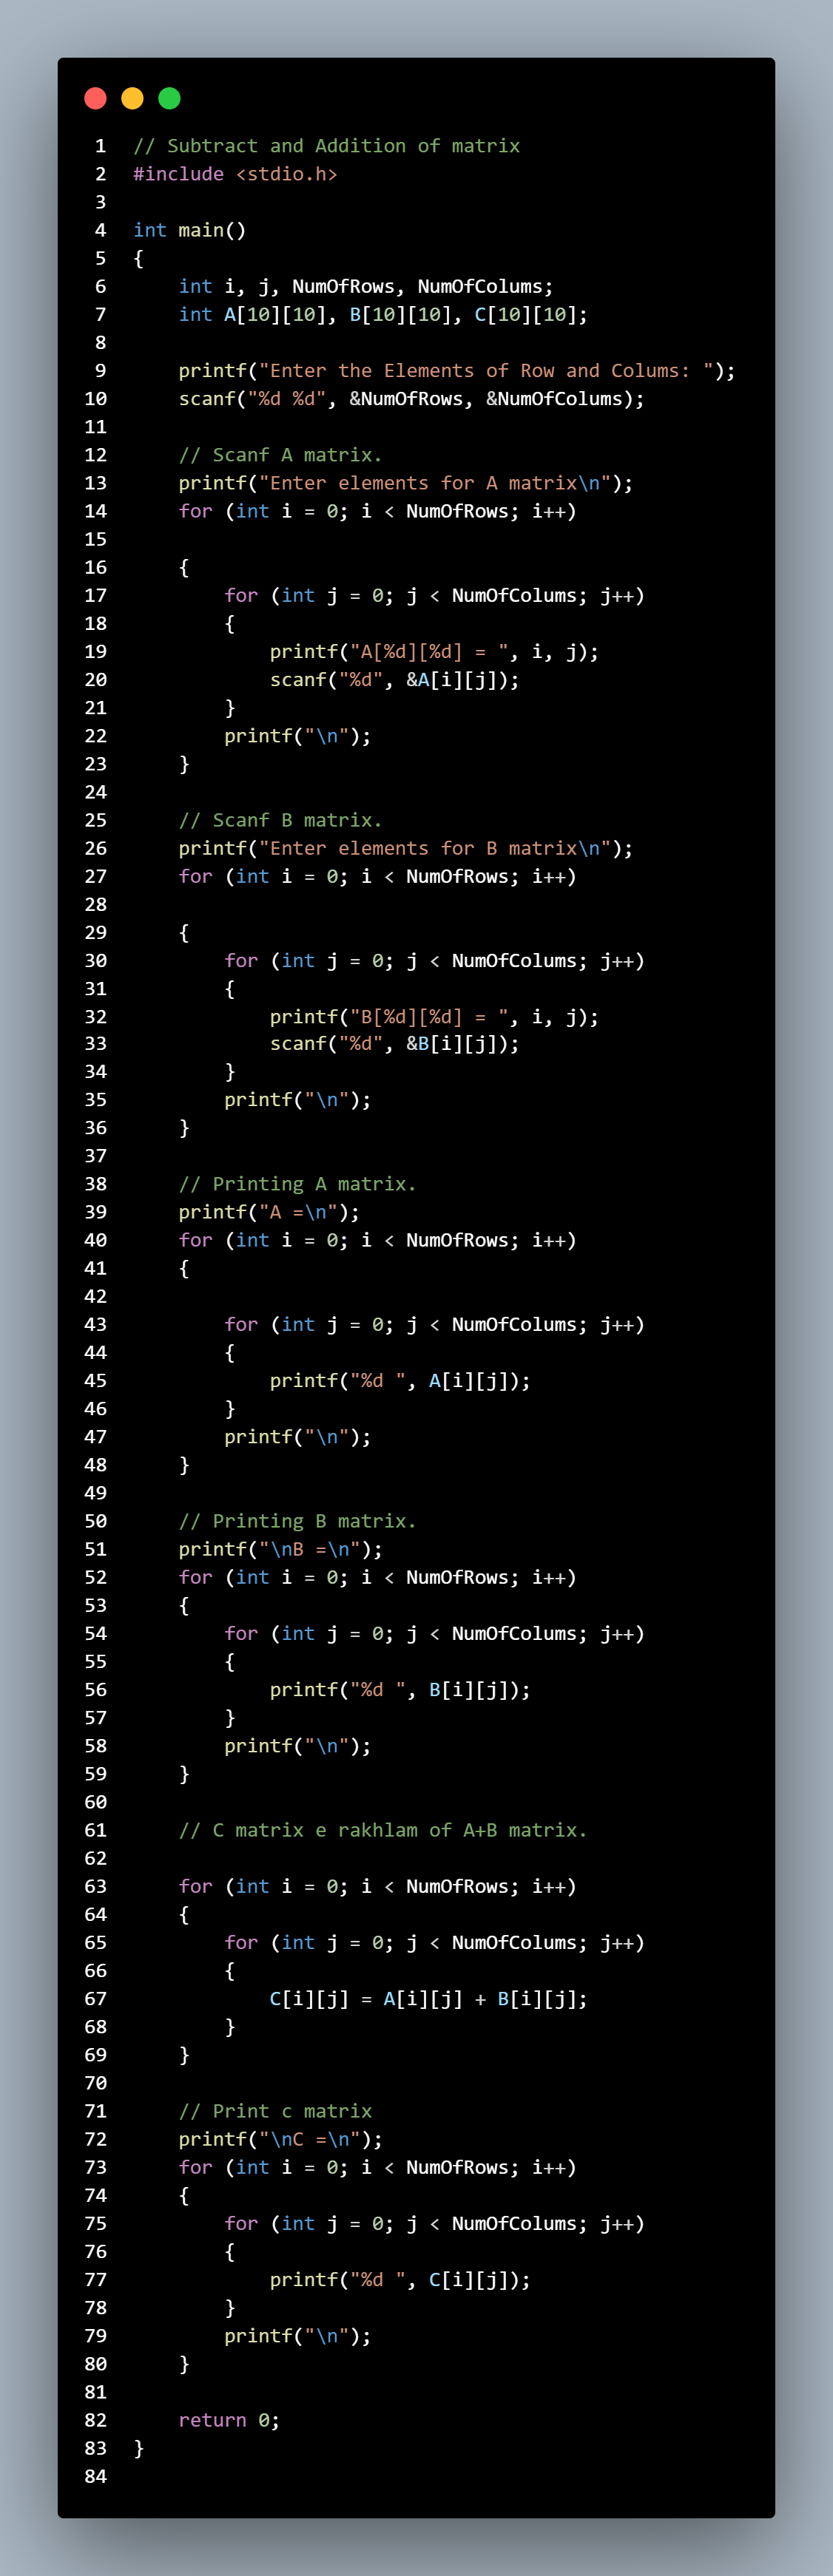 1 // Subtract and Addition of matrix
2 #include <stdio.h>
3
4 int main()
5 {
6     int i, j, NumOfRows, NumOfColums;
7     int A[10][10], B[10][10], C[10][10];
8
9     printf("Enter the Elements of Row and Colums: ");
10     scanf("%d %d", &NumOfRows, &NumOfColums);
11
12     // Scanf A matrix.
13     printf("Enter elements for A matrix\n");
14     for (int i = 0; i < NumOfRows; i++)
15
16     {
17         for (int j = 0; j < NumOfColums; j++)
18         {
19             printf("A[%d][%d] = ", i, j);
20             scanf("%d", &A[i][j]);
21         }
22         printf("\n");
23     }
24
25     // Scanf B matrix.
26     printf("Enter elements for B matrix\n");
27     for (int i = 0; i < NumOfRows; i++)
28
29     {
30         for (int j = 0; j < NumOfColums; j++)
31         {
32             printf("B[%d][%d] = ", i, j);
33             scanf("%d", &B[i][j]);
34         }
35         printf("\n");
36     }
37
38     // Printing A matrix.
39     printf("A =\n");
40     for (int i = 0; i < NumOfRows; i++)
41     {
42
43         for (int j = 0; j < NumOfColums; j++)
44         {
45             printf("%d ", A[i][j]);
46         }
47         printf("\n");
48     }
49
50     // Printing B matrix.
51     printf("\nB =\n");
52     for (int i = 0; i < NumOfRows; i++)
53     {
54         for (int j = 0; j < NumOfColums; j++)
55         {
56             printf("%d ", B[i][j]);
57         }
58         printf("\n");
59     }
60
61     // C matrix e rakhlam of A+B matrix.
62
63     for (int i = 0; i < NumOfRows; i++)
64     {
65         for (int j = 0; j < NumOfColums; j++)
66         {
67             C[i][j] = A[i][j] + B[i][j];
68         }
69     }
70
71     // Print c matrix
72     printf("\nC =\n");
73     for (int i = 0; i < NumOfRows; i++)
74     {
75         for (int j = 0; j < NumOfColums; j++)
76         {
77             printf("%d ", C[i][j]);
78         }
79         printf("\n");
80     }
81
82     return 0;
83 }
84